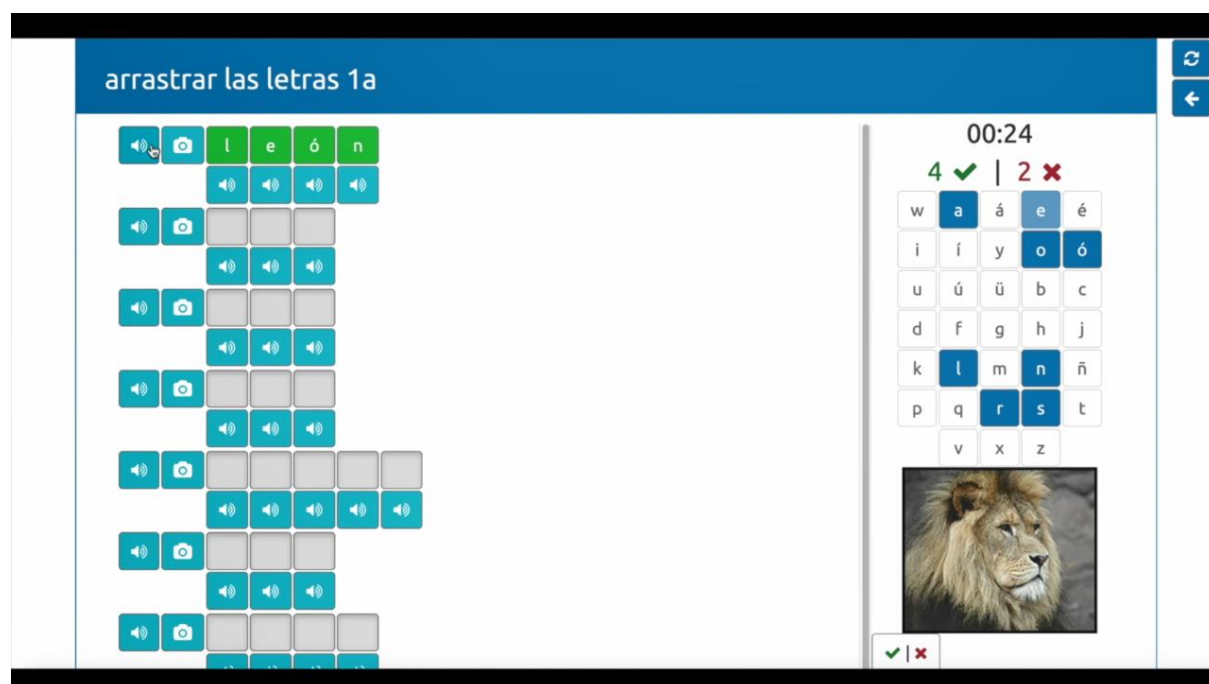 arrastrar las letras 1a
l e ó n
00:24
4 | 2
w a á e é
i í y o ó
u ú ü b c
d f g h j
k l m n ñ
p q r s t
v x z
|